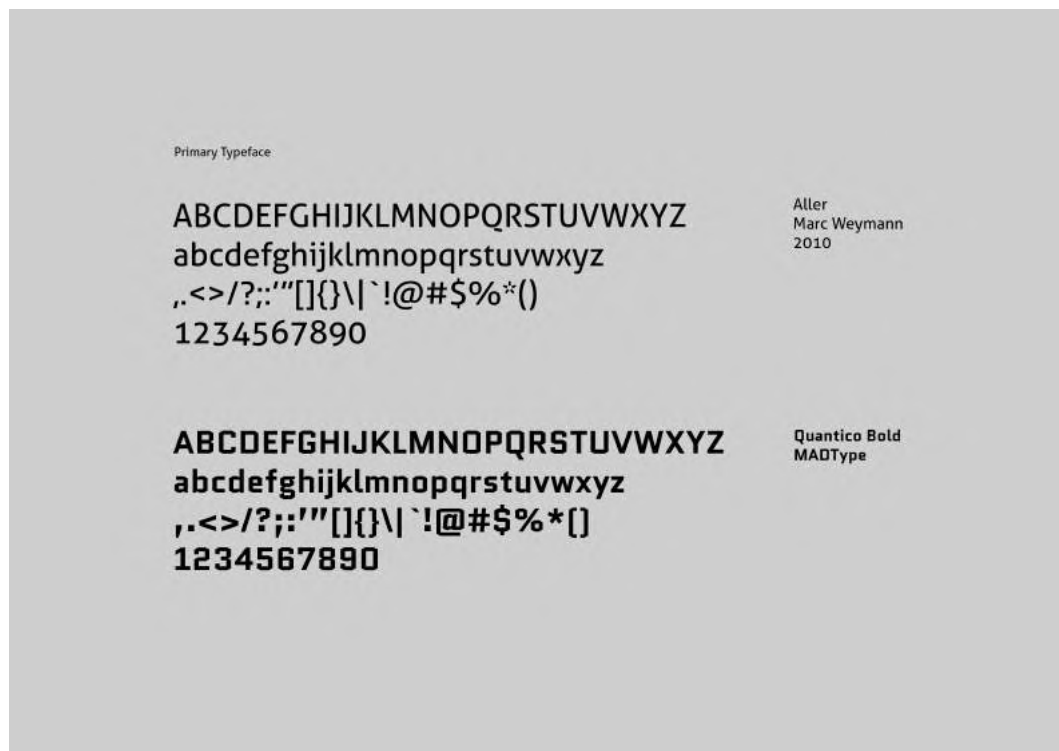 Primary Typeface
ABCDEFGHIJKLMNOPQRSTUVWXYZ
abcdefghijklmnopqrstuvwxyz
,.<>/?;:'"[]{}\|`!@#$%*()
1234567890
Aller
Marc Weymann
2010
ABCDEFGHIJKLMNOPQRSTUVWXYZ
abcdefghijklmnopqrstuvwxyz
,.<>/?;:'"[]{}\|`!@#$%*()
1234567890
Quantico Bold
MADType